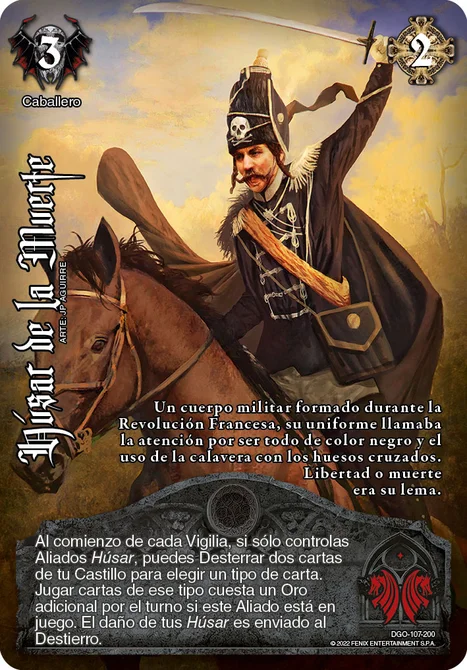 3
2
Caballero
Húsar de la Muerte
ARTE: JP AGUIRRE
Un cuerpo militar formado durante la
Revolución Francesa, su uniforme llamaba
la atención por ser todo de color negro y el
uso de la calavera con los huesos cruzados.
Libertad o muerte
era su lema.
Al comienzo de cada Vigilia, si sólo controlas
Aliados Húsar, puedes Desterrar dos cartas
de tu Castillo para elegir un tipo de carta.
Jugar cartas de ese tipo cuesta un Oro
adicional por el turno si este Aliado está en
juego. El daño de tus Húsar es enviado al
Destierro.
DGO-107-200
© 2022 FENIX ENTERTAINMENT S.P.A.